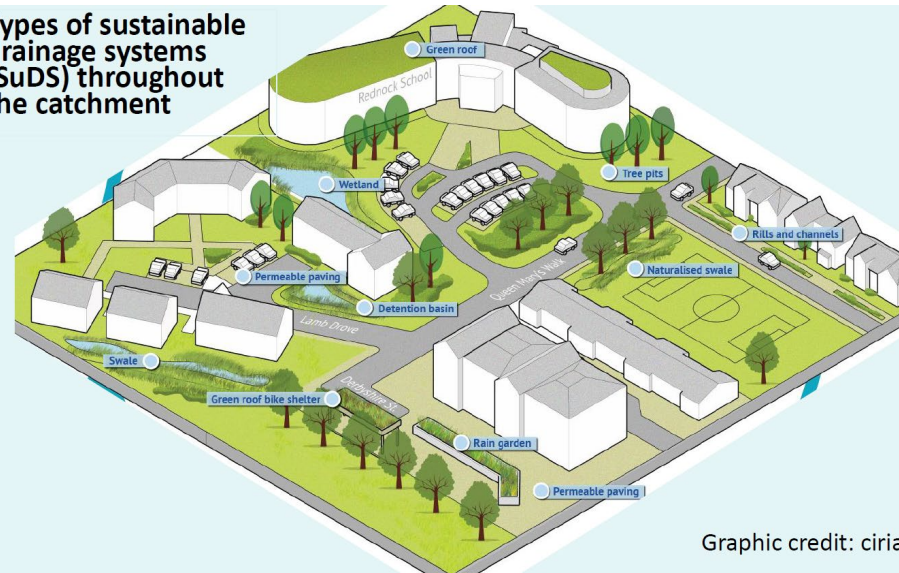 ypes of sustainable
rainage systems
SuDS) throughout
he catchment
Green roof
Rednock School
Wetland
Tree pits
Rills and channels
Permeable paving
Naturalised swale
Queen Mary's Walk
Detention basin
Lamb Drove
Swale
Derbyshire St
Green roof bike shelter
Rain garden
Permeable paving
Graphic credit: ciria